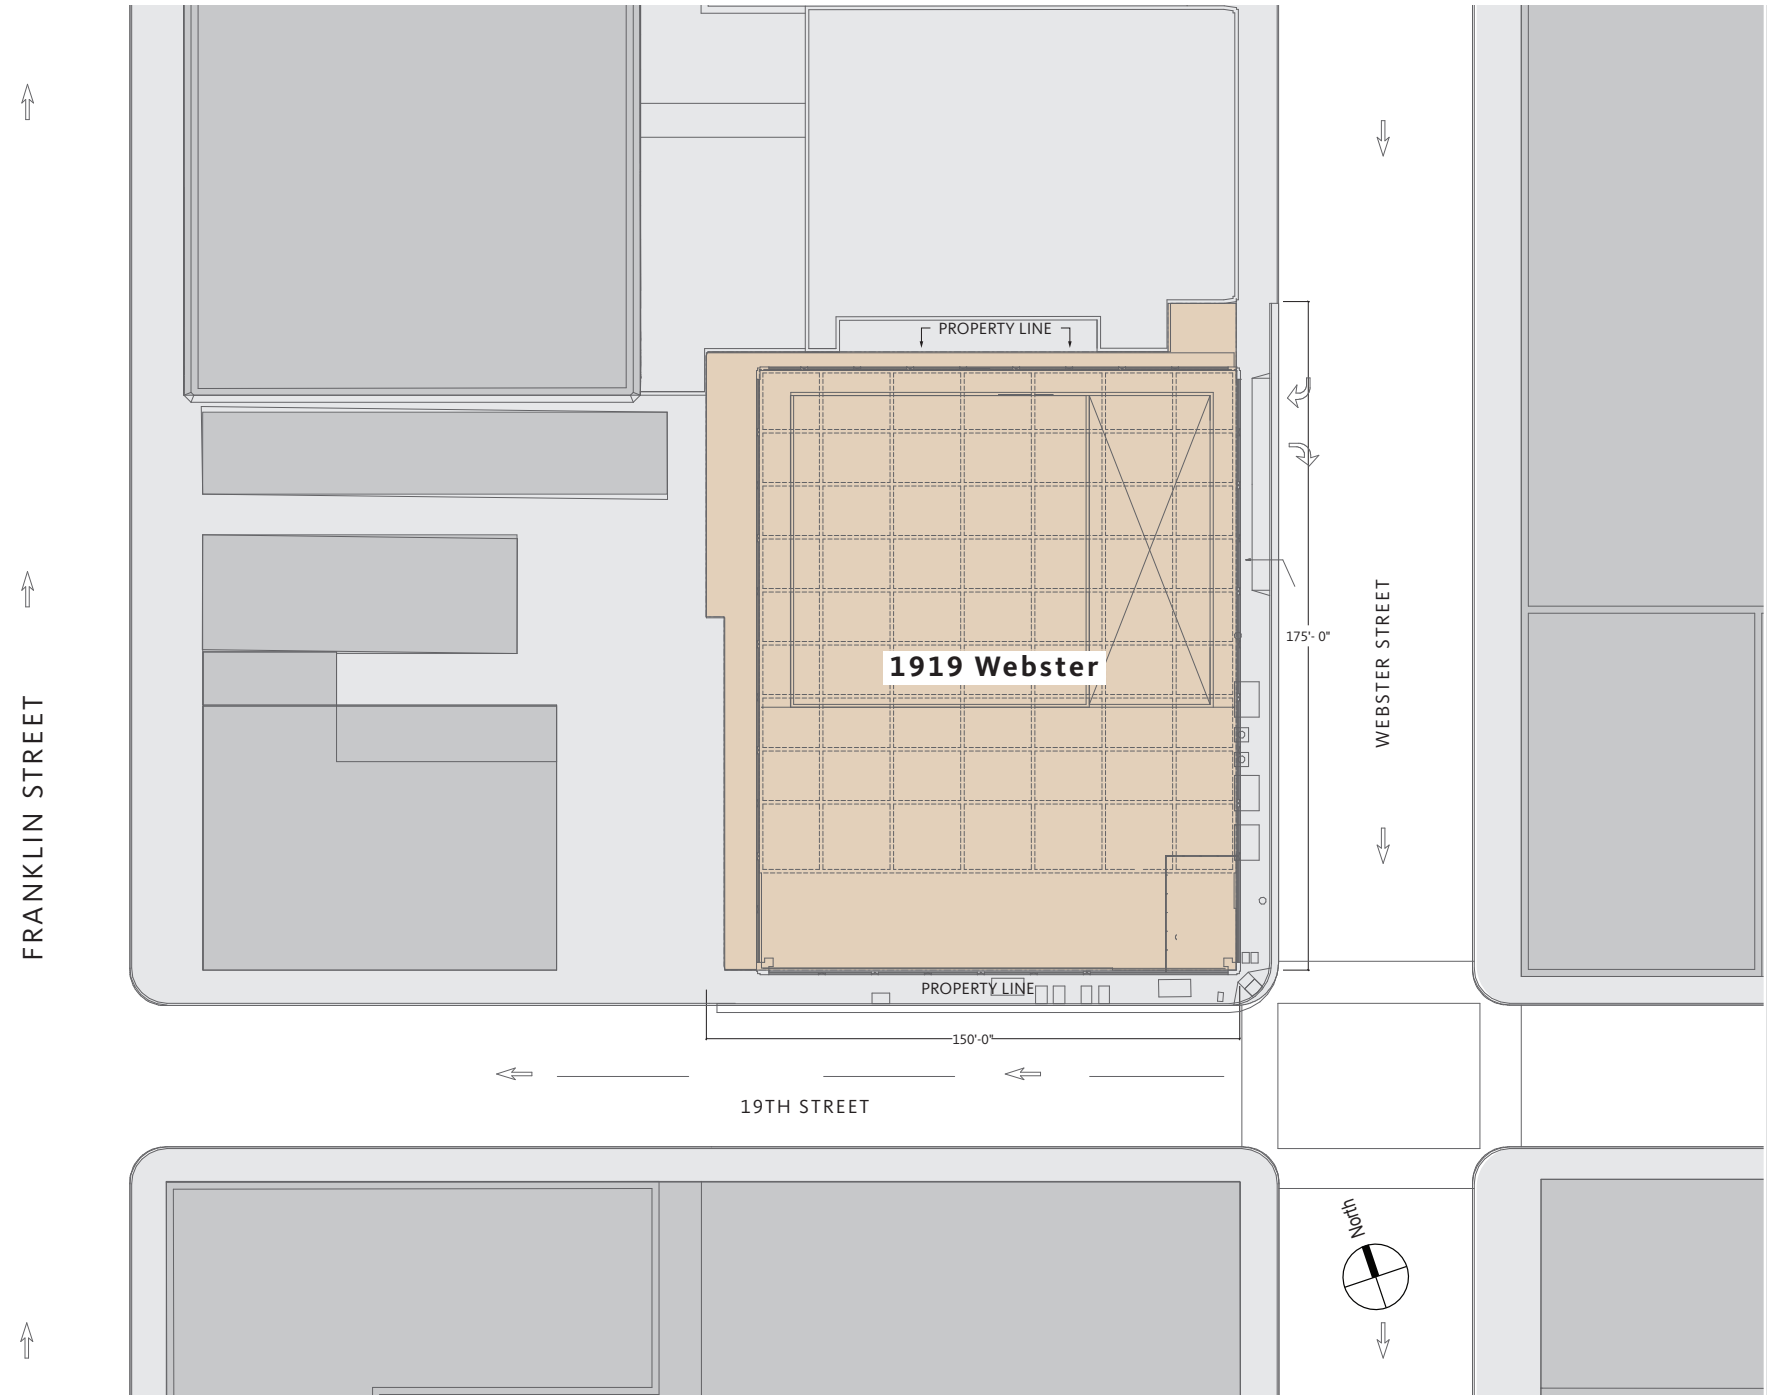 PROPERTY LINE
1919 Webster
175'- 0"
WEBSTER STREET
FRANKLIN STREET
PROPERTY LINE
150'-0"
19TH STREET
North